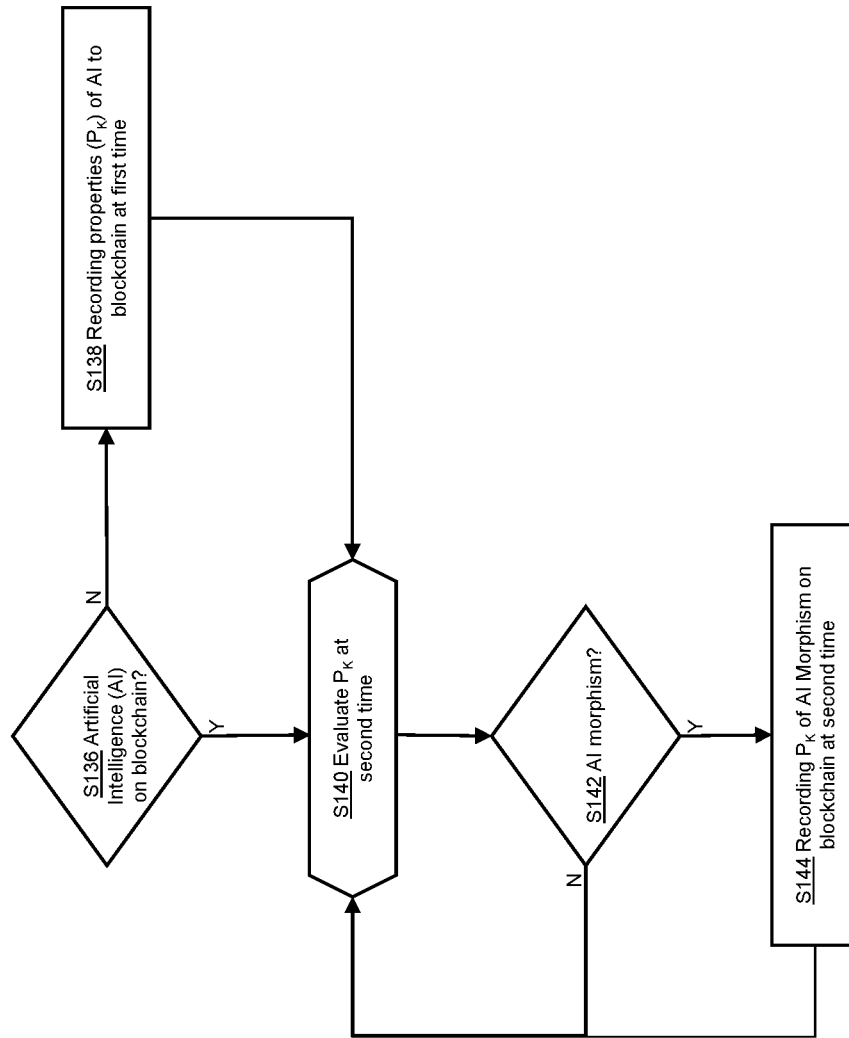 S136 Artificial
Intelligence (AI)
on blockchain?
N
Y
S138 Recording properties (PK) of AI to
blockchain at first time
S140 Evaluate PK at
second time
S142 AI morphism?
N
Y
S144 Recording PK of AI Morphism on
blockchain at second time